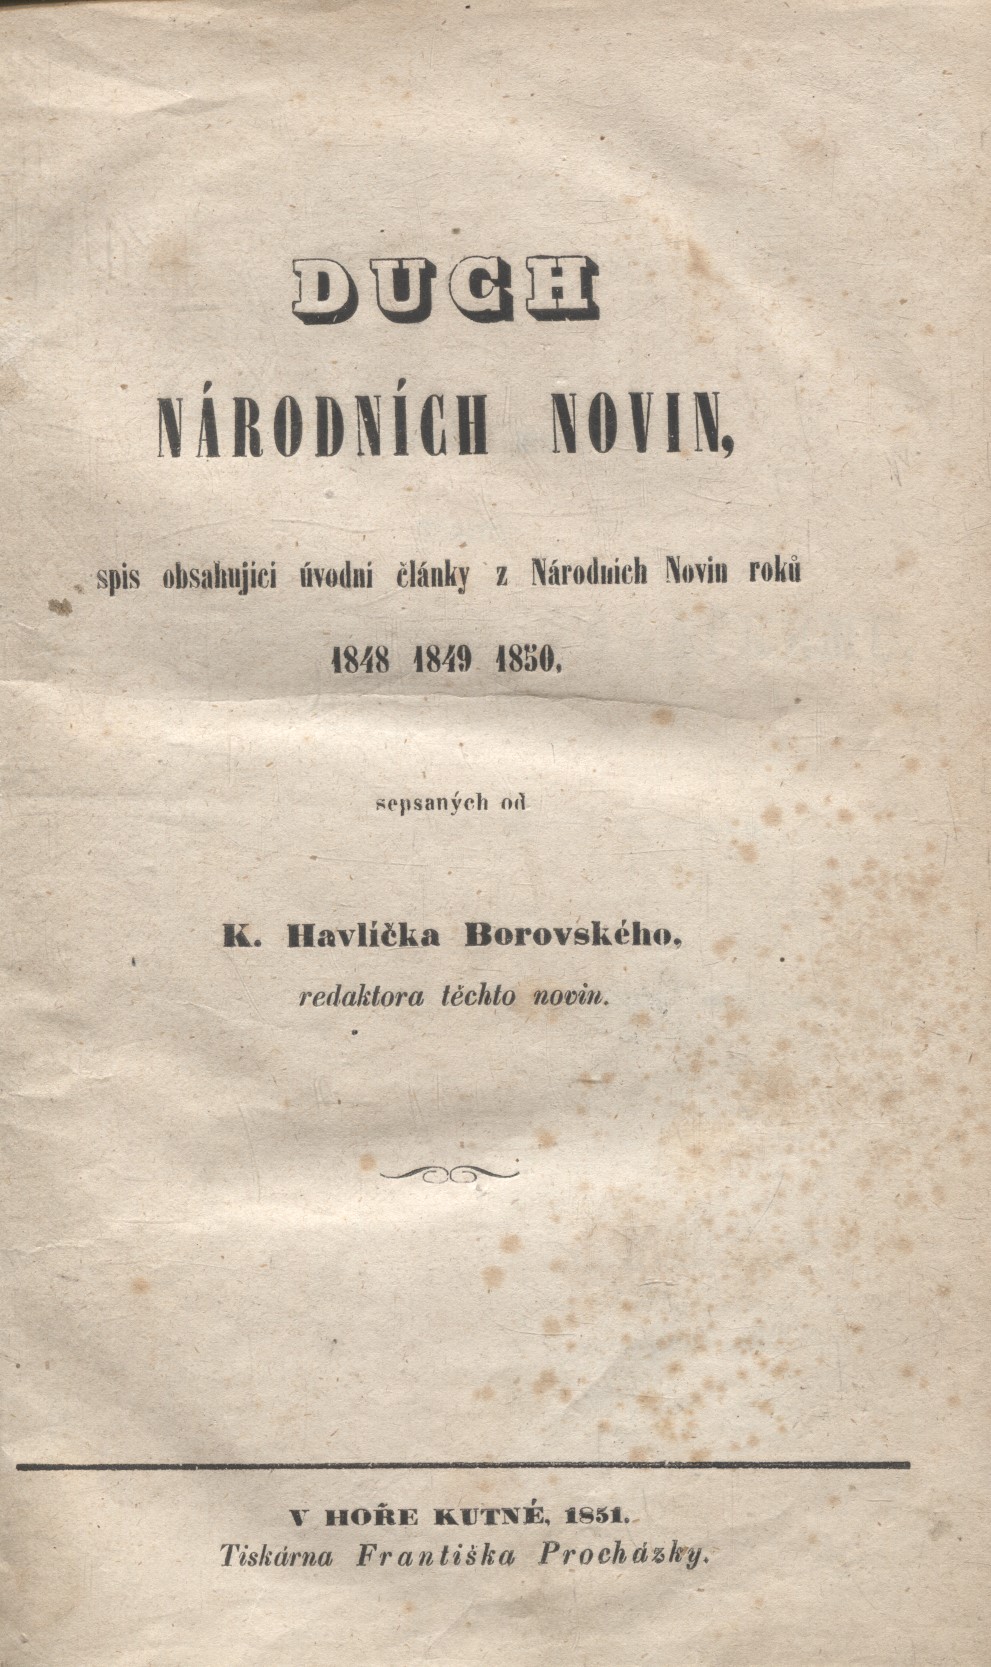 DUCH
NÁRODNÍCH NOVIN,
spis obsahující úvodní články z Národních Novin roků
1848 1849 1850,
sepsaných od
K. Havlíčka Borovského,
redaktora těchto novin.
V HOŘE KUTNÉ, 1851.
Tiskárna Františka Procházky.